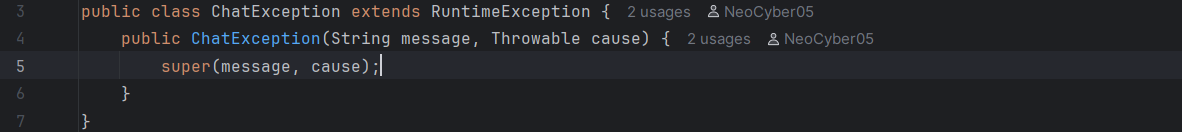 3 public class ChatException extends RuntimeException { 2 usages NeoCyber05
4 public ChatException(String message, Throwable cause) { 2 usages NeoCyber05
5 super(message, cause);
6 }
7 }